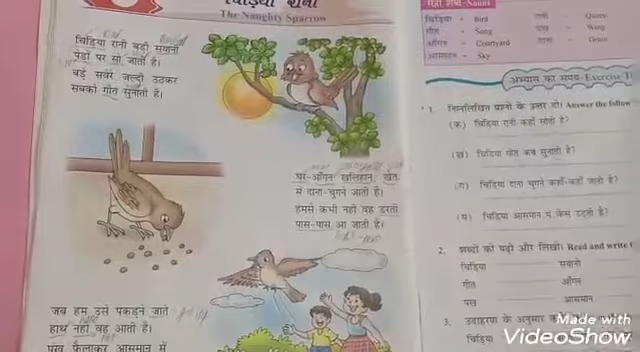 चिड़िया रानी
The Naughty Sparrow
चिड़िया रानी बड़ी सयानी
पेड़ों पर सो जाती है।
बड़े सवेरे जल्दी उठकर
सबको गीत सुनाती है।
घर-आँगन खलिहान, खेत
में दाना-चुगने जाती है।
हमसे कभी नहीं वह डरती
पास-पास आ जाती है।
जब हम उसे पकड़ने जाते
हाथ नहीं वह आती है।
पंख फैलाकर आसमान में
चिड़िया - Bird
गीत - Song
आँगन - Courtyard
आसमान - Sky
रानी - Queen
पंख - Wing
दाना - Grain
अभ्यास का समय-Exercise T
1. निम्नलिखित प्रश्नों के उत्तर दो। Answer the follow
(क) चिड़िया रानी कहाँ सोती है?
(ख) चिड़िया गीत कब सुनाती है?
(ग) चिड़िया दाना चुगने कहाँ-कहाँ जाती है?
(घ) चिड़िया आसमान में कैसे उड़ती है?
2. शब्दों को पढ़ो और लिखो। Read and write t
चिड़िया सयानी
गीत आँगन
पंख आसमान
3. उदाहरण के अनुसार
चिड़िया
Made with
VideoShow